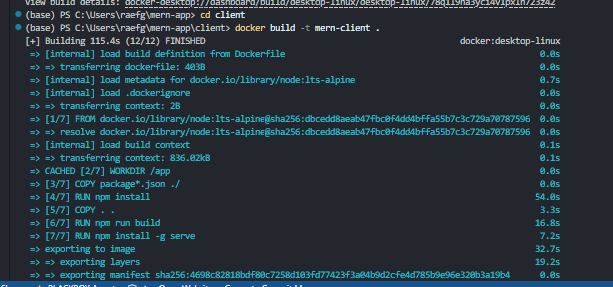 View build details: docker-desktop://dashboard/build/desktop-linux/desktop-linux/78qll9na3yci4vlpxlh723z42
(base) PS C:\Users\raefg\mern-app> cd client
(base) PS C:\Users\raefg\mern-app\client> docker build -t mern-client .
[+] Building 115.4s (12/12) FINISHED docker:desktop-linux
=> [internal] load build definition from Dockerfile 0.0s
=> => transferring dockerfile: 403B 0.0s
=> [internal] load metadata for docker.io/library/node:lts-alpine 0.7s
=> [internal] load .dockerignore 0.0s
=> => transferring context: 2B 0.0s
=> [1/7] FROM docker.io/library/node:lts-alpine@sha256:dbcedd8aeab47fbc0f4dd4bffa55b7c3c729a70787596 0.0s
=> => resolve docker.io/library/node:lts-alpine@sha256:dbcedd8aeab47fbc0f4dd4bffa55b7c3c729a70787596 0.0s
=> [internal] load build context 0.1s
=> => transferring context: 836.02kB 0.1s
=> CACHED [2/7] WORKDIR /app 0.0s
=> [3/7] COPY package*.json ./ 0.0s
=> [4/7] RUN npm install 54.0s
=> [5/7] COPY . . 3.3s
=> [6/7] RUN npm run build 16.8s
=> [7/7] RUN npm install -g serve 7.2s
=> exporting to image 32.7s
=> => exporting layers 19.2s
=> => exporting manifest sha256:4698c82818bdf80c7258d103fd77423f3a04b9d2cfe4d785b9e96e320b3a19b4 0.0s